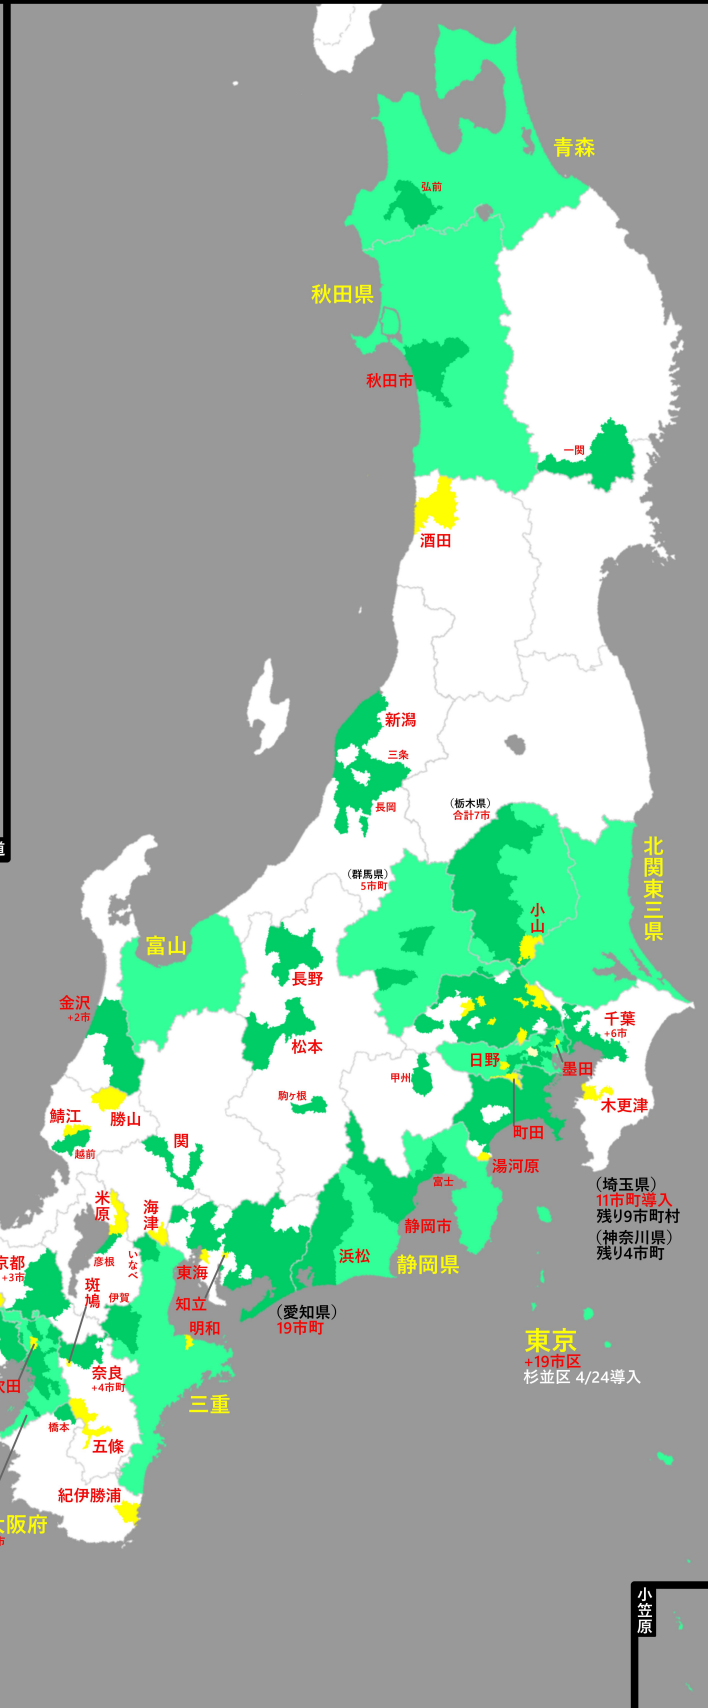 青森
弘前
秋田県
秋田市
一関
酒田
新潟
三条
長岡
(栃木県)
合計7市
(群馬県)
5市町
北関東三県
小山
道
富山
長野
金沢
+2市
千葉
+6市
松本
日野
墨田
甲州
駒ヶ根
木更津
鯖江
勝山
町田
関
越前
湯河原
富士
(埼玉県)
11市町導入
残り9市町村
(神奈川県)
残り4市町
米原
海津
静岡市
いなべ
浜松
静岡県
彦根
京都
+3市
東海
斑鳩
伊賀
知立
(愛知県)
19市町
明和
東京
+19市区
杉並区 4/24導入
奈良
+4市町
吹田
三重
橋本
五條
紀伊勝浦
大阪府
市
小笠原